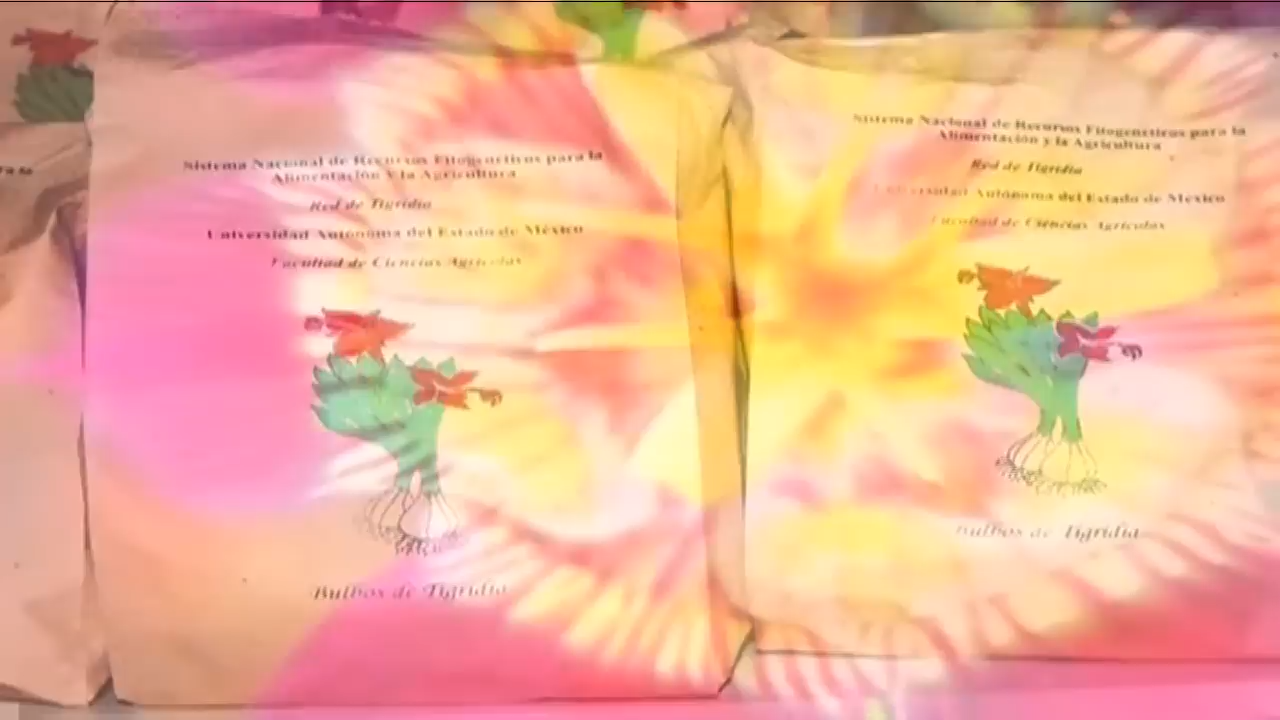 ra la
Sistema Nacional de Recursos Fitogenéticos para la
Alimentación y la Agricultura
Red de Tigridia
Universidad Autónoma del Estado de México
Facultad de Ciencias Agrícolas
Bulbos de Tigridia
Sistema Nacional de Recursos Fitogenéticos para la
Alimentación y la Agricultura
Red de Tigridia
Universidad Autónoma del Estado de México
Facultad de Ciencias Agrícolas
Bulbos de Tigridia